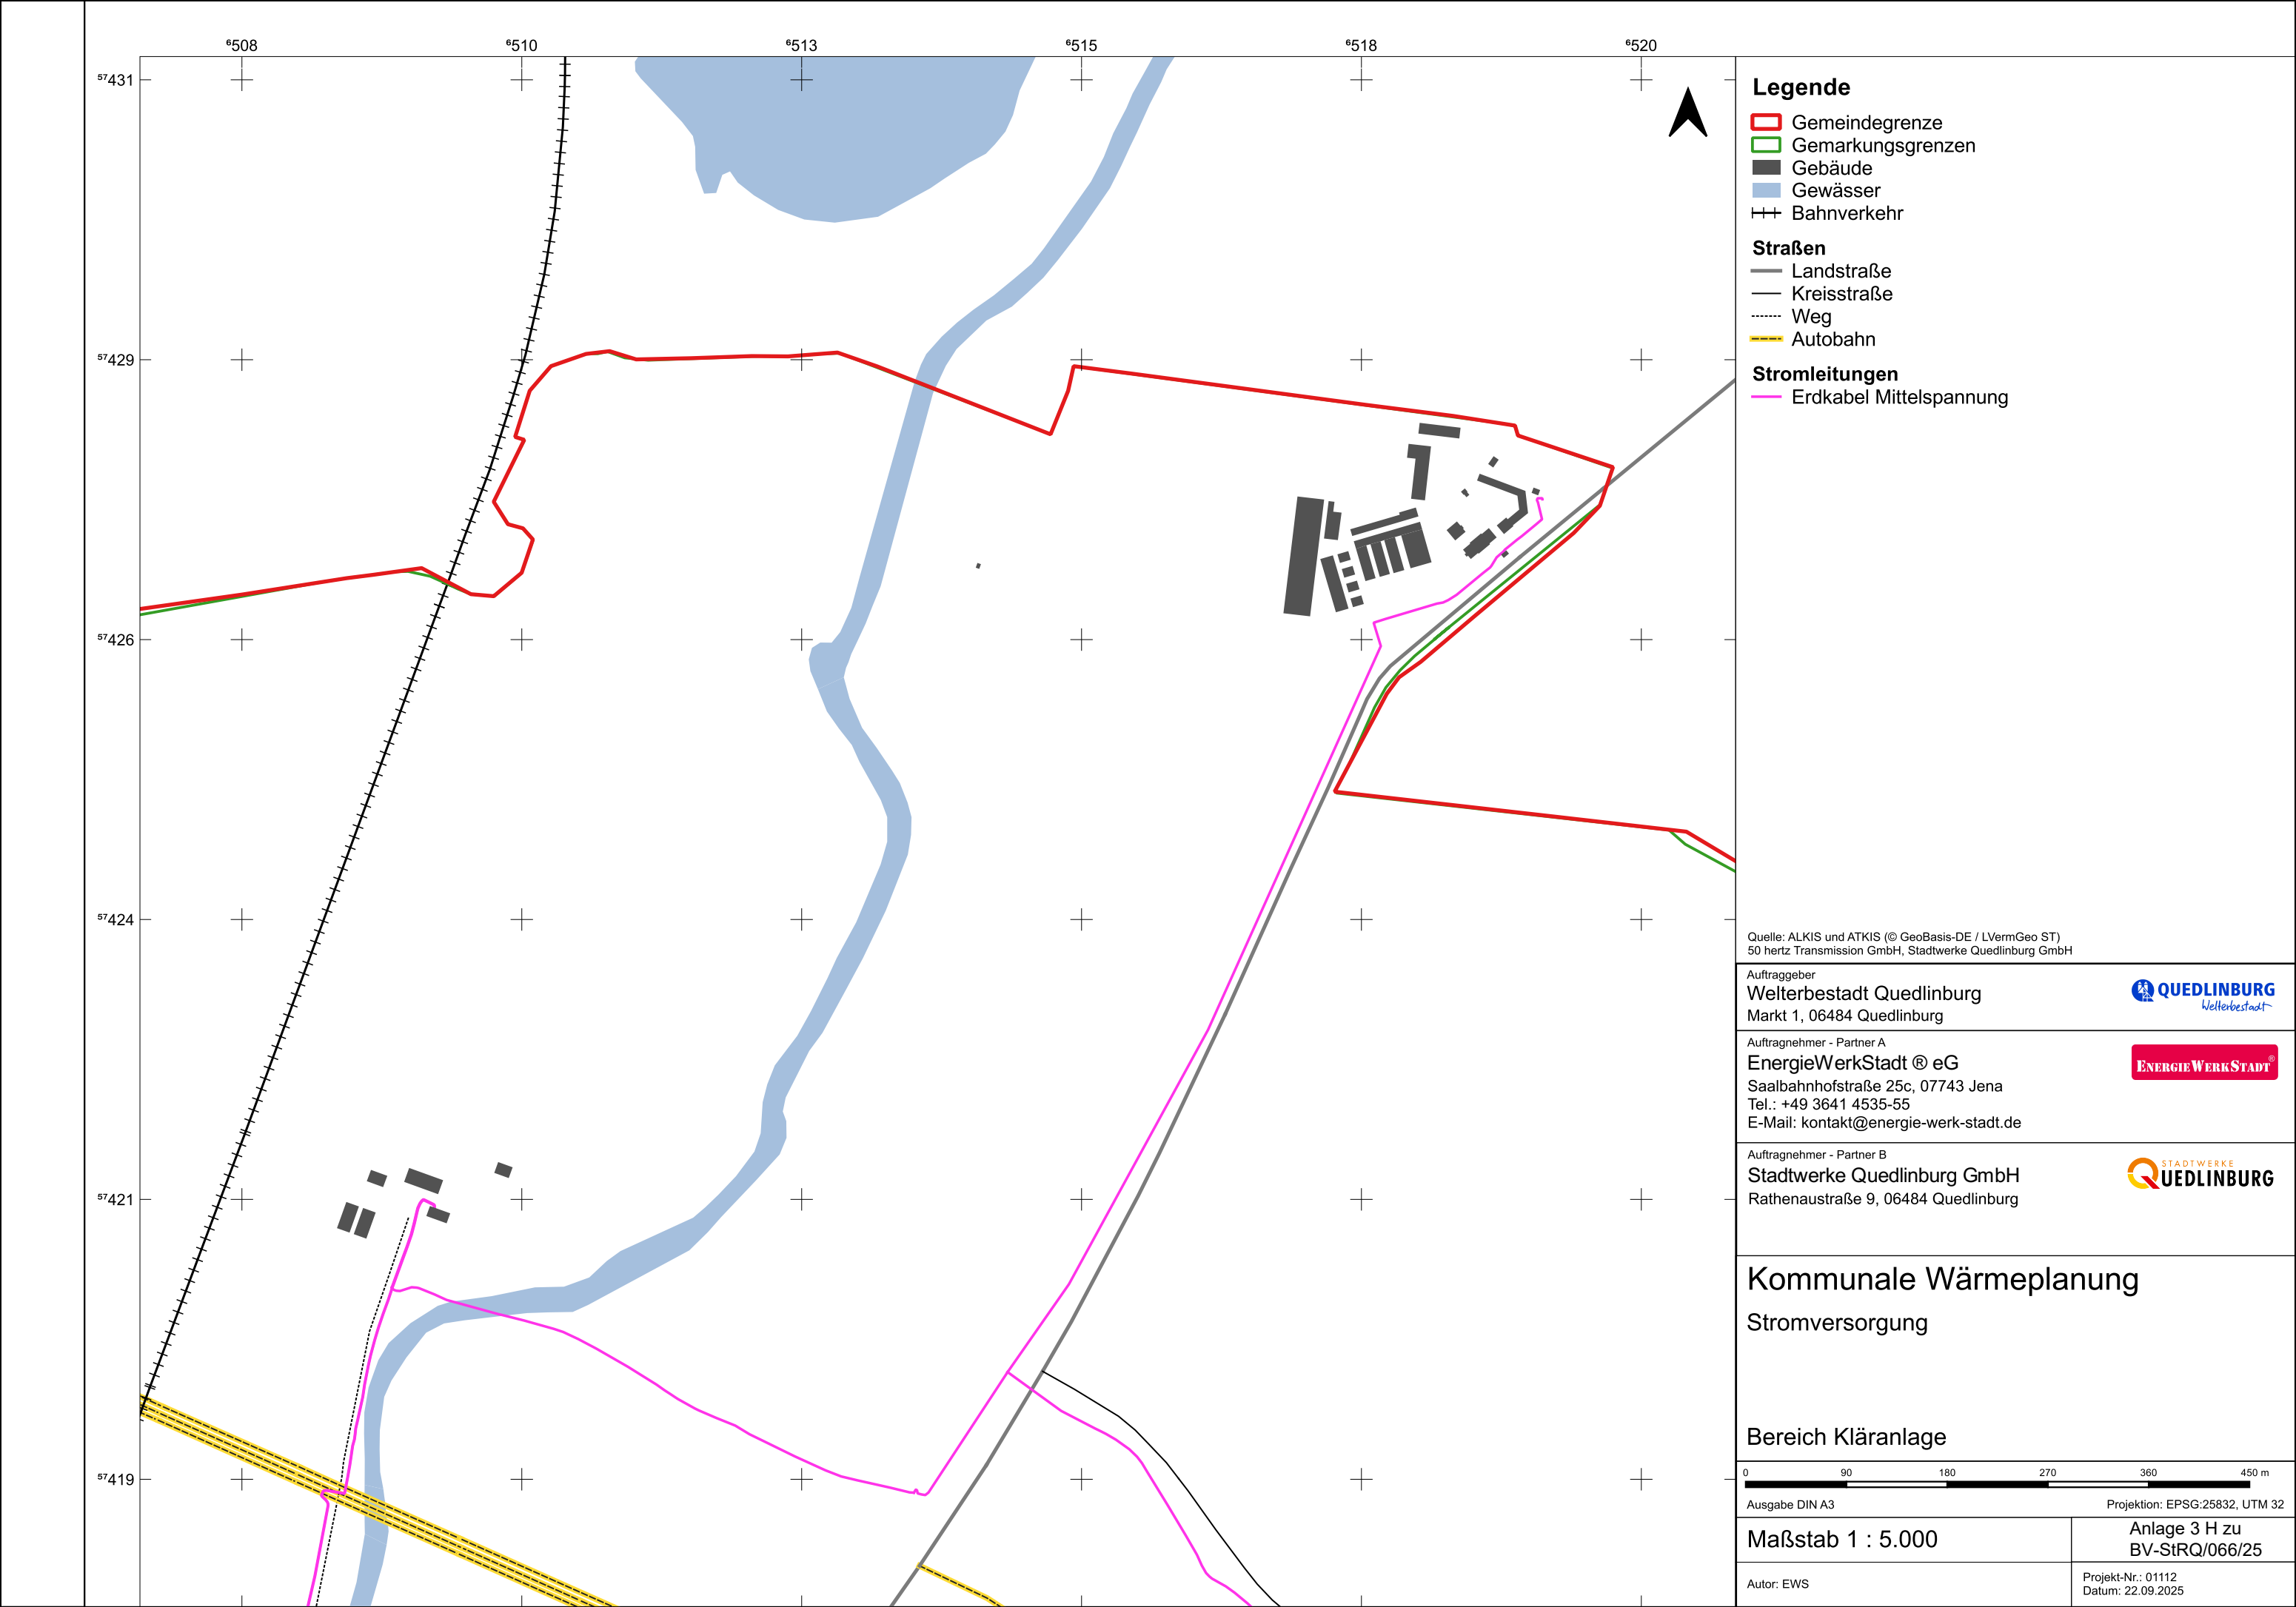 ⁶508 ⁶510 ⁶513 ⁶515 ⁶518 ⁶520
⁵⁷431
⁵⁷429
⁵⁷426
⁵⁷424
⁵⁷421
⁵⁷419
Legende
Gemeindegrenze
Gemarkungsgrenzen
Gebäude
Gewässer
Bahnverkehr
Straßen
Landstraße
Kreisstraße
Weg
Autobahn
Stromleitungen
Erdkabel Mittelspannung
Quelle: ALKIS und ATKIS (© GeoBasis-DE / LVermGeo ST)
50 hertz Transmission GmbH, Stadtwerke Quedlinburg GmbH
Auftraggeber
Welterbestadt Quedlinburg
Markt 1, 06484 Quedlinburg
QUEDLINBURG
Welterbestadt
Auftragnehmer - Partner A
EnergieWerkStadt ® eG
Saalbahnhofstraße 25c, 07743 Jena
Tel.: +49 3641 4535-55
E-Mail: kontakt@energie-werk-stadt.de
ENERGIEWERKSTADT ®
Auftragnehmer - Partner B
Stadtwerke Quedlinburg GmbH
Rathenaustraße 9, 06484 Quedlinburg
STADTWERKE
QUEDLINBURG
Kommunale Wärmeplanung
Stromversorgung
Bereich Kläranlage
0 90 180 270 360 450 m
Ausgabe DIN A3 Projektion: EPSG:25832, UTM 32
Maßstab 1 : 5.000
Anlage 3 H zu
BV-StRQ/066/25
Autor: EWS
Projekt-Nr.: 01112
Datum: 22.09.2025